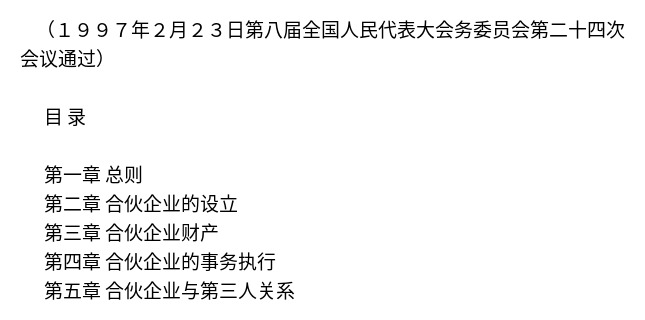 （１９９７年２月２３日第八届全国人民代表大会务委员会第二十四次
会议通过）
目 录
第一章 总则
第二章 合伙企业的设立
第三章 合伙企业财产
第四章 合伙企业的事务执行
第五章 合伙企业与第三人关系